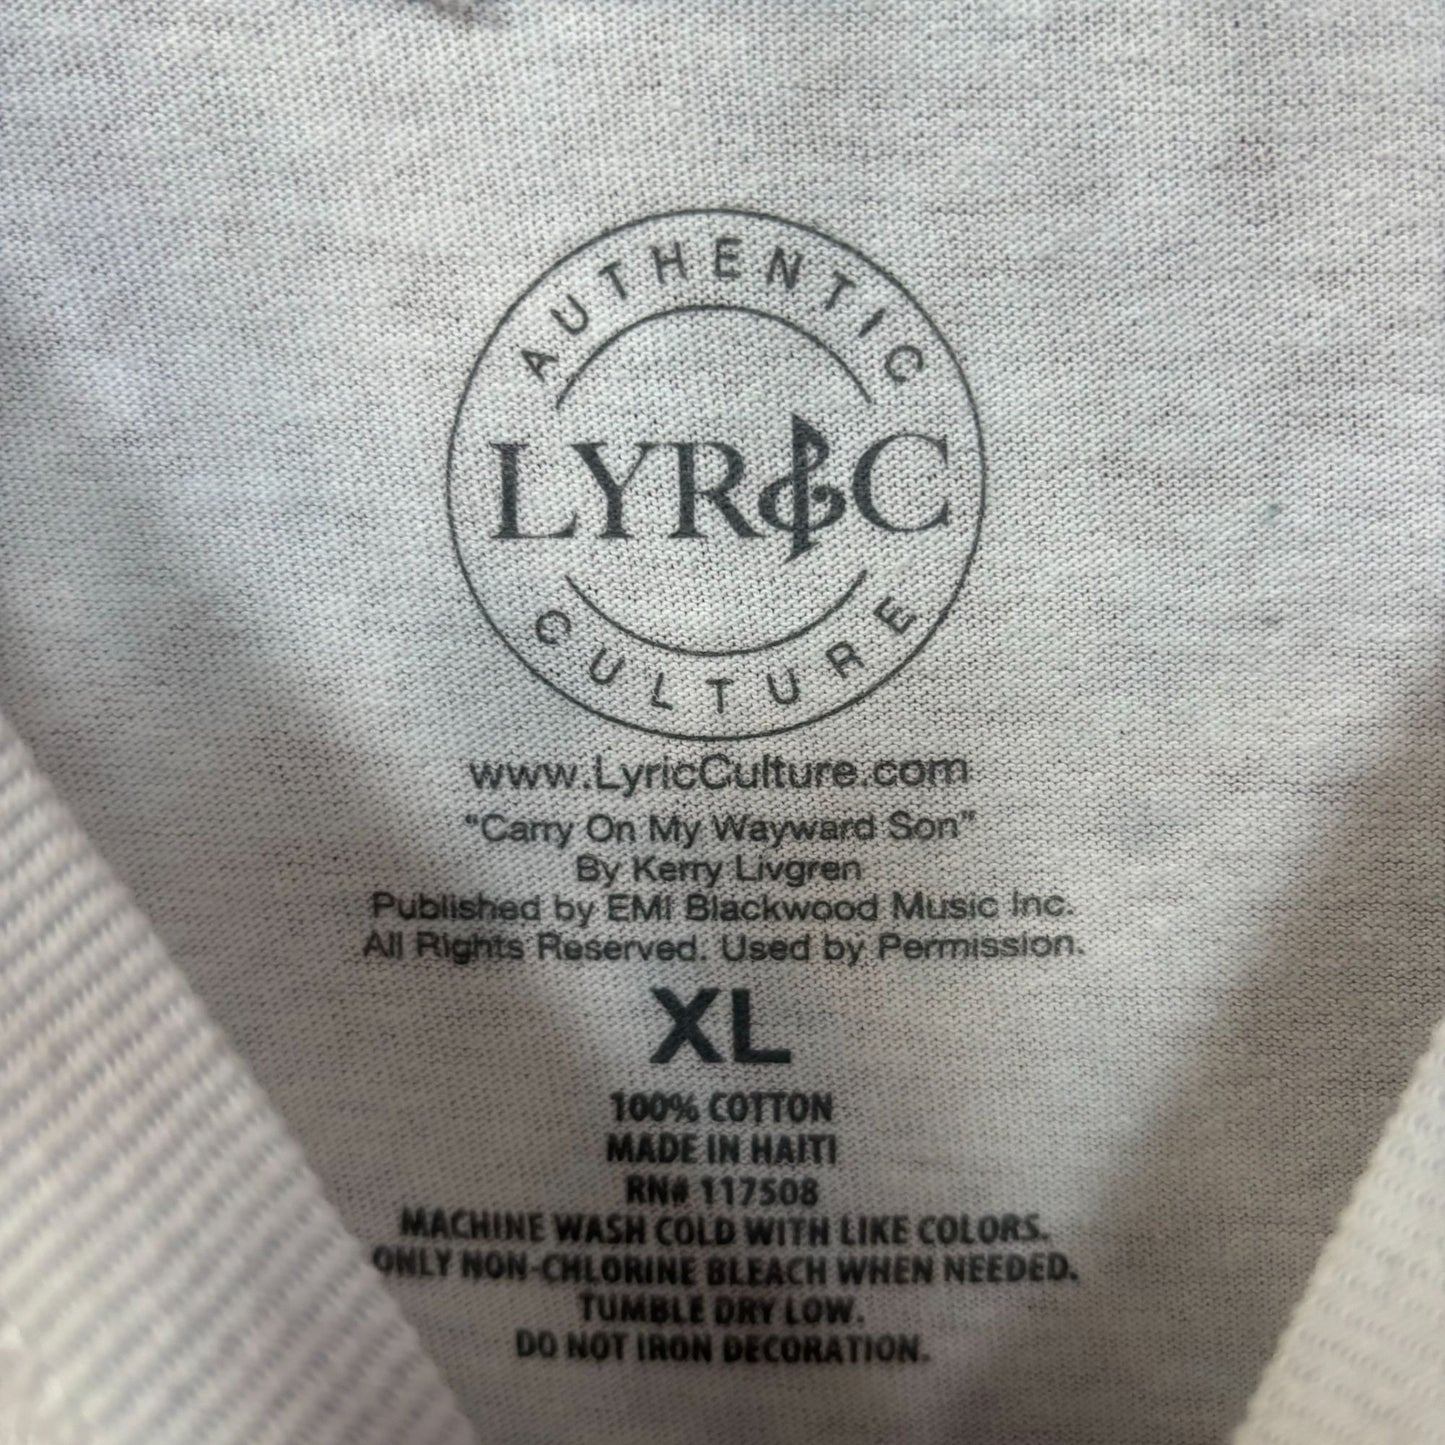 AUTHENTIC
LYRIC
CULTURE
www.LyricCulture.com
"Carry On My Wayward Son"
By Kerry Livgren
Published by EMI Blackwood Music Inc.
All Rights Reserved. Used by Permission.
XL
100% COTTON
MADE IN HAITI
RN# 117508
MACHINE WASH COLD WITH LIKE COLORS.
ONLY NON-CHLORINE BLEACH WHEN NEEDED.
TUMBLE DRY LOW.
DO NOT IRON DECORATION.